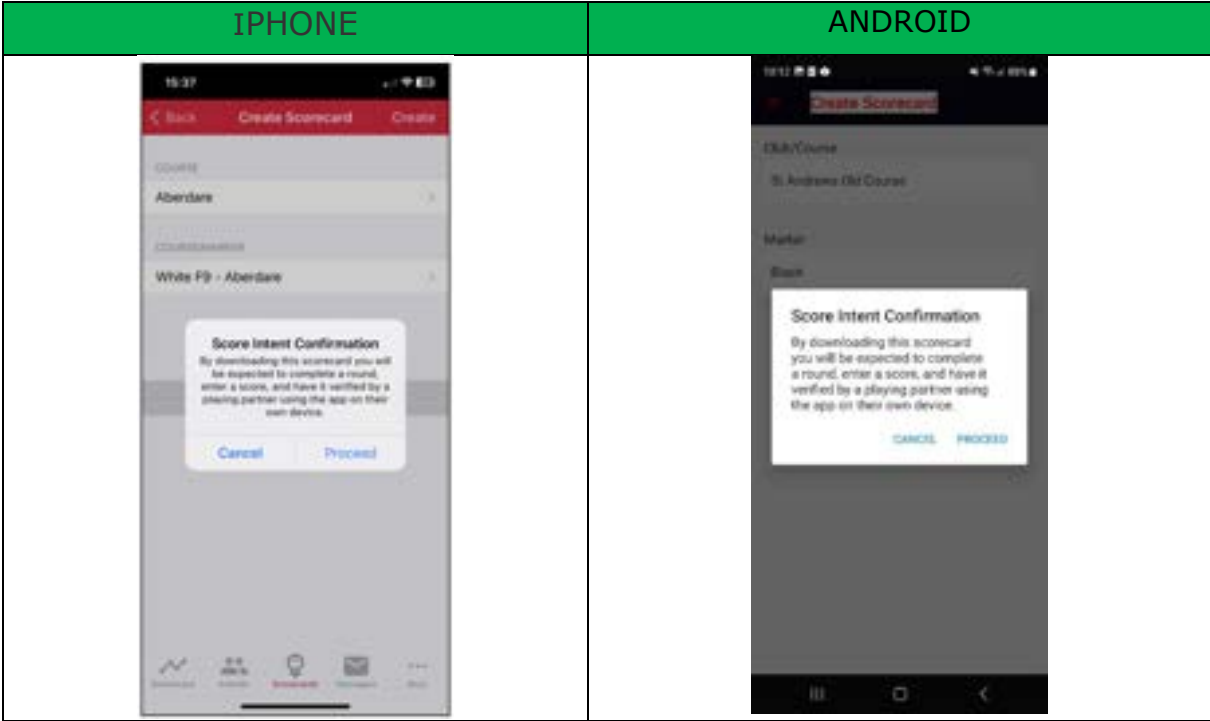 IPHONE
ANDROID
15:37
Back Create Scorecard Create
COURSE
Aberdare
White F9 - Aberdare
Score Intent Confirmation
By downloading this scorecard you will
be expected to complete a round,
enter a score, and have it verified by a
playing partner using the app on their
own device.
Cancel Proceed
Scorecards
Create Scorecard
Club/Course
St Andrews Old Course
Marker
Score Intent Confirmation
By downloading this scorecard
you will be expected to complete
a round, enter a score, and have it
verified by a playing partner using
the app on their own device.
CANCEL PROCEED